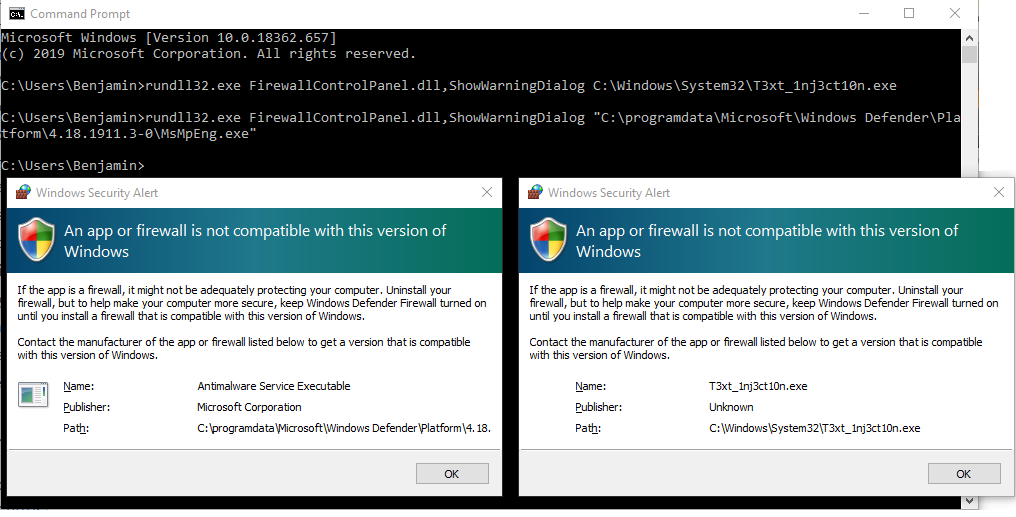 Command Prompt
Microsoft Windows [Version 10.0.18362.657]
(c) 2019 Microsoft Corporation. All rights reserved.
C:\Users\Benjamin>rundll32.exe FirewallControlPanel.dll,ShowWarningDialog C:\Windows\System32\T3xt_1nj3ct10n.exe
C:\Users\Benjamin>rundll32.exe FirewallControlPanel.dll,ShowWarningDialog "C:\programdata\Microsoft\Windows Defender\Pla
tform\4.18.1911.3-0\MsMpEng.exe"
C:\Users\Benjamin>
Windows Security Alert
An app or firewall is not compatible with this version of
Windows
If the app is a firewall, it might not be adequately protecting your computer. Uninstall your
firewall, but to help make your computer more secure, keep Windows Defender Firewall turned on
until you install a firewall that is compatible with this version of Windows.
Contact the manufacturer of the app or firewall listed below to get a version that is compatible
with this version of Windows.
Name: Antimalware Service Executable
Publisher: Microsoft Corporation
Path: C:\programdata\Microsoft\Windows Defender\Platform\4.18.
OK
Windows Security Alert
An app or firewall is not compatible with this version of
Windows
If the app is a firewall, it might not be adequately protecting your computer. Uninstall your
firewall, but to help make your computer more secure, keep Windows Defender Firewall turned on
until you install a firewall that is compatible with this version of Windows.
Contact the manufacturer of the app or firewall listed below to get a version that is compatible
with this version of Windows.
Name: T3xt_1nj3ct10n.exe
Publisher: Unknown
Path: C:\Windows\System32\T3xt_1nj3ct10n.exe
OK